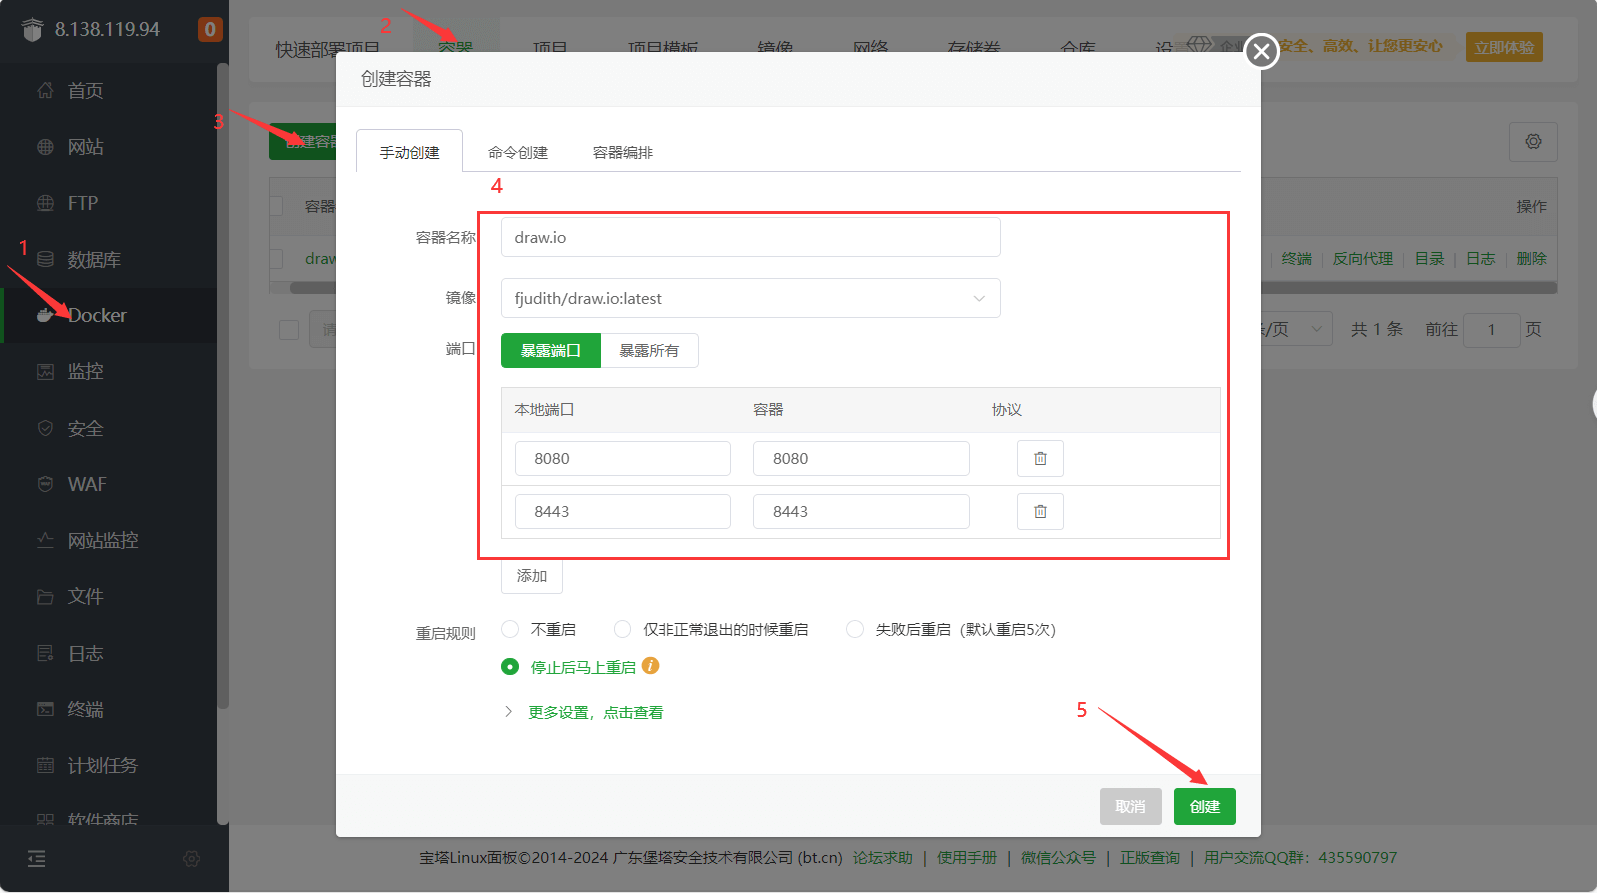 8.138.119.94 0
首页
网站
FTP
数据库
Docker
监控
安全
WAF
网站监控
文件
日志
终端
计划任务
软件商店
1
2
3
4
5
快速部署项目 容器 项目 项目模板 镜像 网络 存储卷 仓库 设
企业 安全、高效、让您更安心 立即体验
创建容器
容器
操作
draw
终端 | 反向代理 | 目录 | 日志 | 删除
请
条/页 共 1 条 前往 1 页
创建容器
手动创建 命令创建 容器编排
容器名称 draw.io
镜像 fjudith/draw.io:latest
端口 暴露端口 暴露所有
本地端口 容器 协议
8080 8080
8443 8443
添加
重启规则 不重启 仅非正常退出的时候重启 失败后重启（默认重启5次）
停止后马上重启 i
更多设置，点击查看
取消 创建
宝塔Linux面板©2014-2024 广东堡塔安全技术有限公司 (bt.cn) 论坛求助 | 使用手册 | 微信公众号 | 正版查询 | 用户交流QQ群：435590797